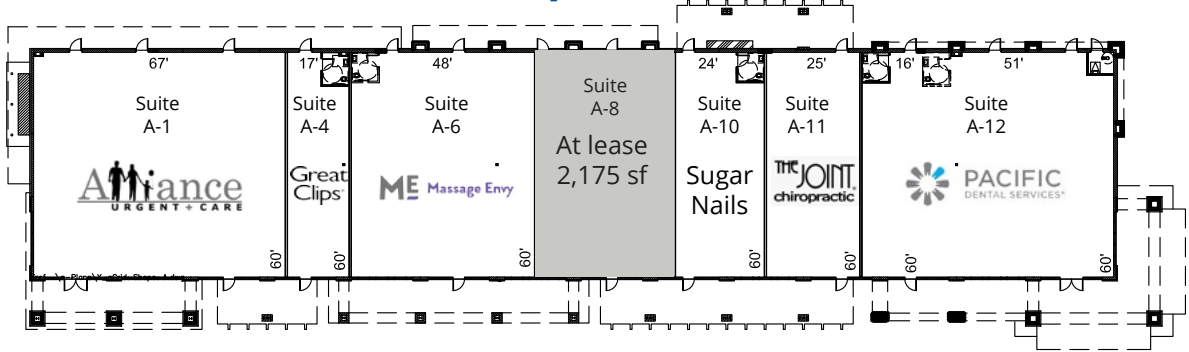 67'
17'
48'
24'
25'
16'
51'
Suite
A-1
Alliance
URGENT + CARE
60'
Suite
A-4
Great
Clips
60'
Suite
A-6
ME Massage Envy
60'
Suite
A-8
At lease
2,175 sf
Suite
A-10
Sugar
Nails
60'
Suite
A-11
THE
JOINT
chiropractic
60'
60'
Suite
A-12
PACIFIC
DENTAL SERVICES
60'